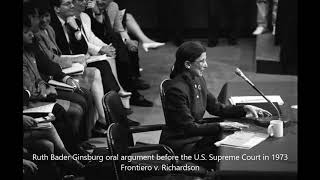 Ruth Bader Ginsburg oral argument before the U.S. Supreme Court in 1973
Frontiero v. Richardson